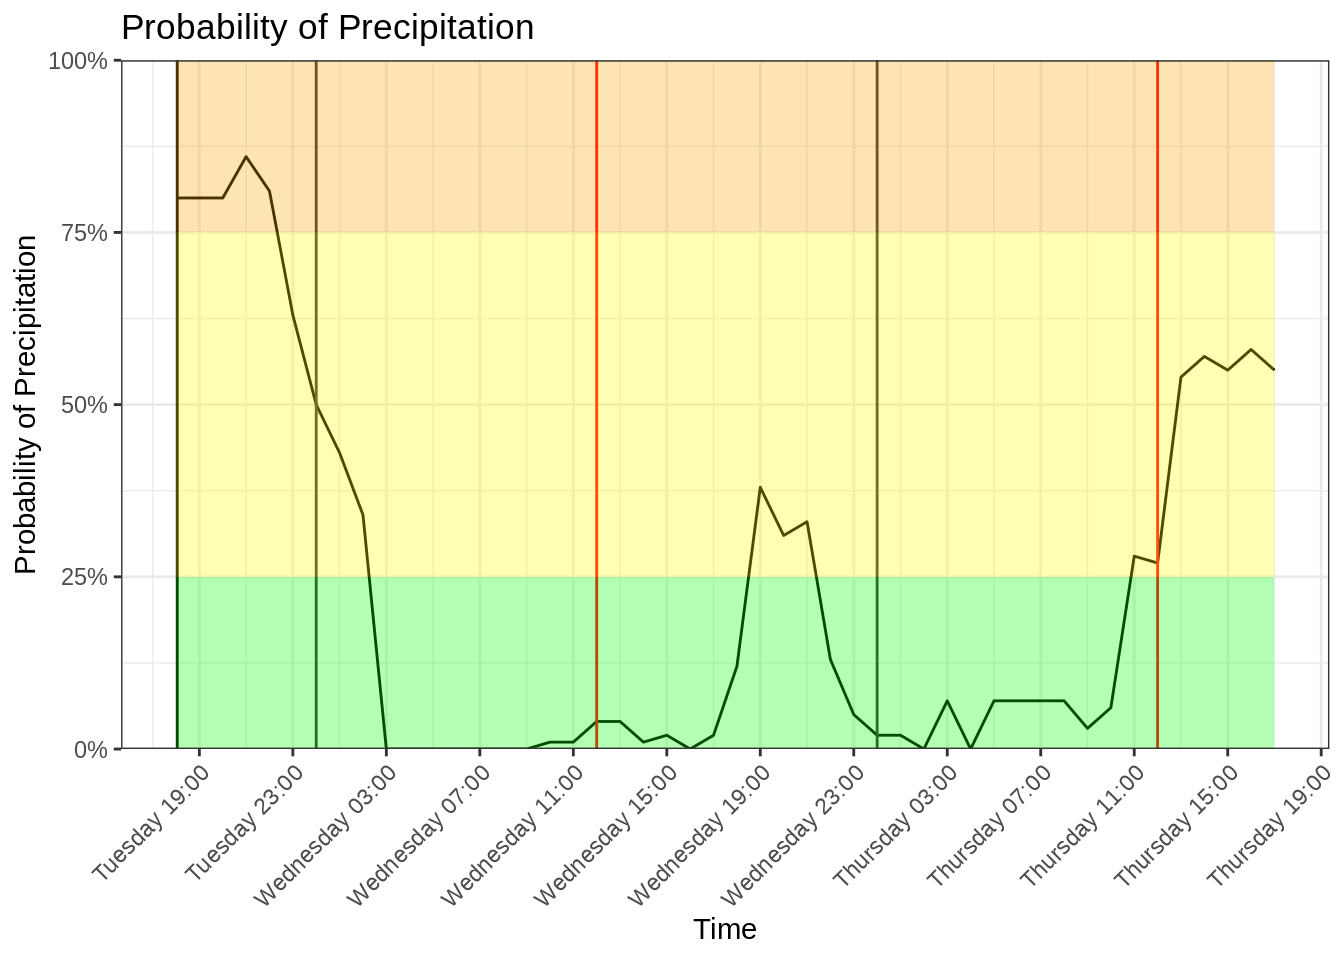 Probability of Precipitation
Probability of Precipitation
100%
75%
50%
25%
0%
Tuesday 19:00
Tuesday 23:00
Wednesday 03:00
Wednesday 07:00
Wednesday 11:00
Wednesday 15:00
Wednesday 19:00
Wednesday 23:00
Thursday 03:00
Thursday 07:00
Thursday 11:00
Thursday 15:00
Thursday 19:00
Time